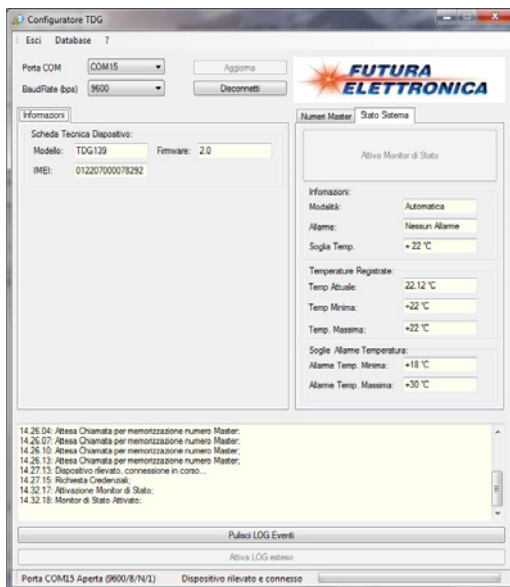 Configuratore TDG
Esci Database ?
Porta COM COM15 Aggiorna
BaudRate (bps) 9600 Disconnetti
FUTURA
ELETTRONICA
Informazioni
Numeri Master Stato Sistema
Scheda Tecnica Dispositivo:
Modello: TDG139 Firmware: 2.0
IMEI: 012207000078292
Attiva Monitor di Stato
Infomazioni:
Modalità: Automatica
Allarme: Nessun Allarme
Soglia Temp. + 22 °C
Temperature Registrate:
Temp Attuale: 22.12 °C
Temp Minima: +22 °C
Temp. Massima: +22 °C
Soglie Allarme Temperatura:
Allarme Temp. Minima: +18 °C
Allarme Temp. Massima: +30 °C
14.26.04: Attesa Chiamata per memorizzazione numero Master;
14.26.07: Attesa Chiamata per memorizzazione numero Master;
14.26.10: Attesa Chiamata per memorizzazione numero Master;
14.26.13: Attesa Chiamata per memorizzazione numero Master;
14.27.13: Dispositivo rilevato, connessione in corso...
14.27.15: Richiesta Credenziali;
14.32.17: Attivazione Monitor di Stato;
14.32.18: Monitor di Stato Attivato;
Pulisci LOG Eventi
Attiva LOG esteso
Porta COM15 Aperta (9600/8/N/1) Dispositivo rilevato e connesso